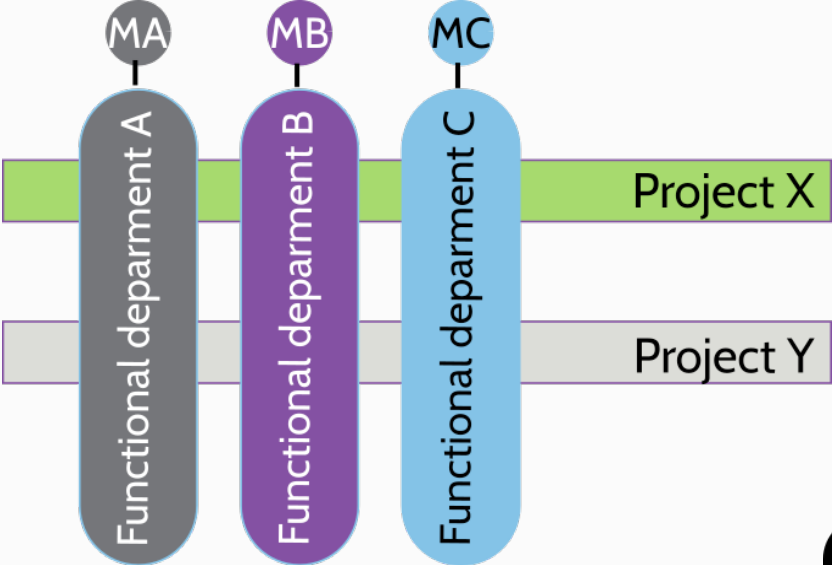 MA
MB
MC
Functional deparment A
Functional deparment B
Functional deparment C
Project X
Project Y